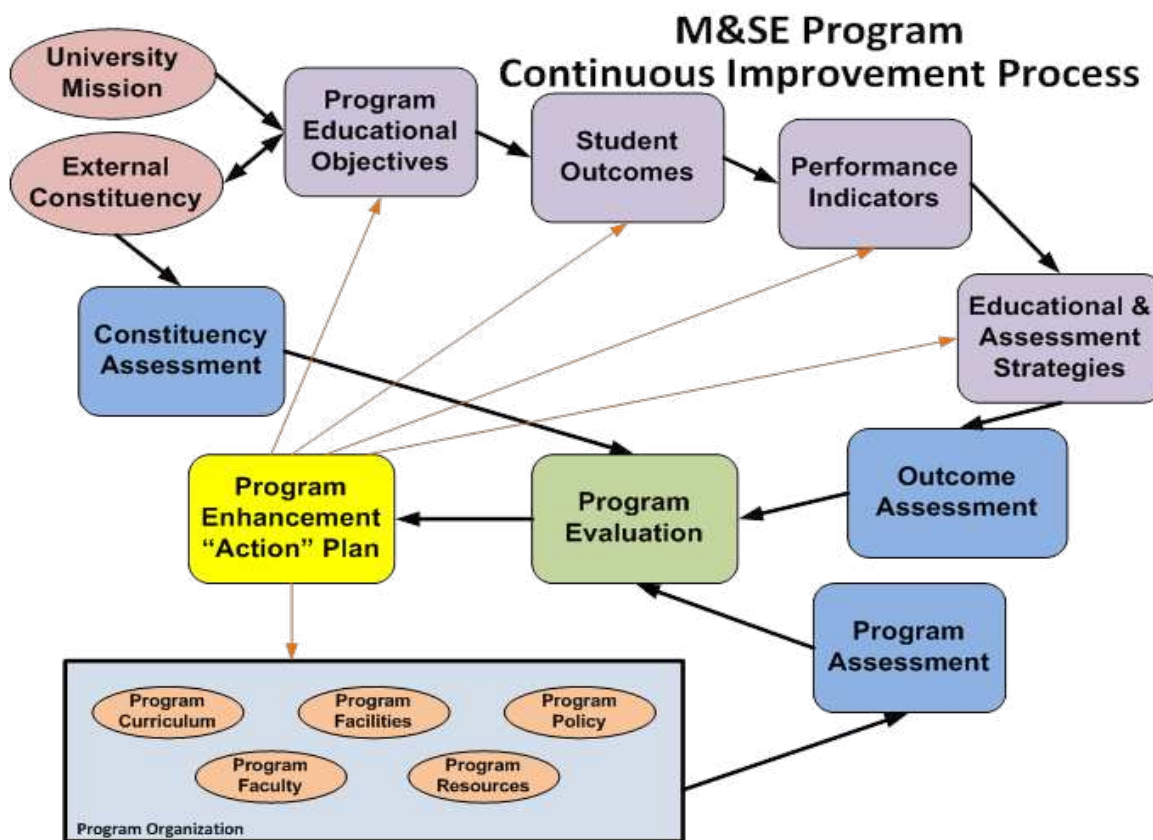 M&SE Program
Continuous Improvement Process
University
Mission
External
Constituency
Program
Educational
Objectives
Student
Outcomes
Performance
Indicators
Educational &
Assessment
Strategies
Constituency
Assessment
Outcome
Assessment
Program
Evaluation
Program
Enhancement
“Action” Plan
Program
Assessment
Program
Curriculum
Program
Facilities
Program
Policy
Program
Faculty
Program
Resources
Program Organization